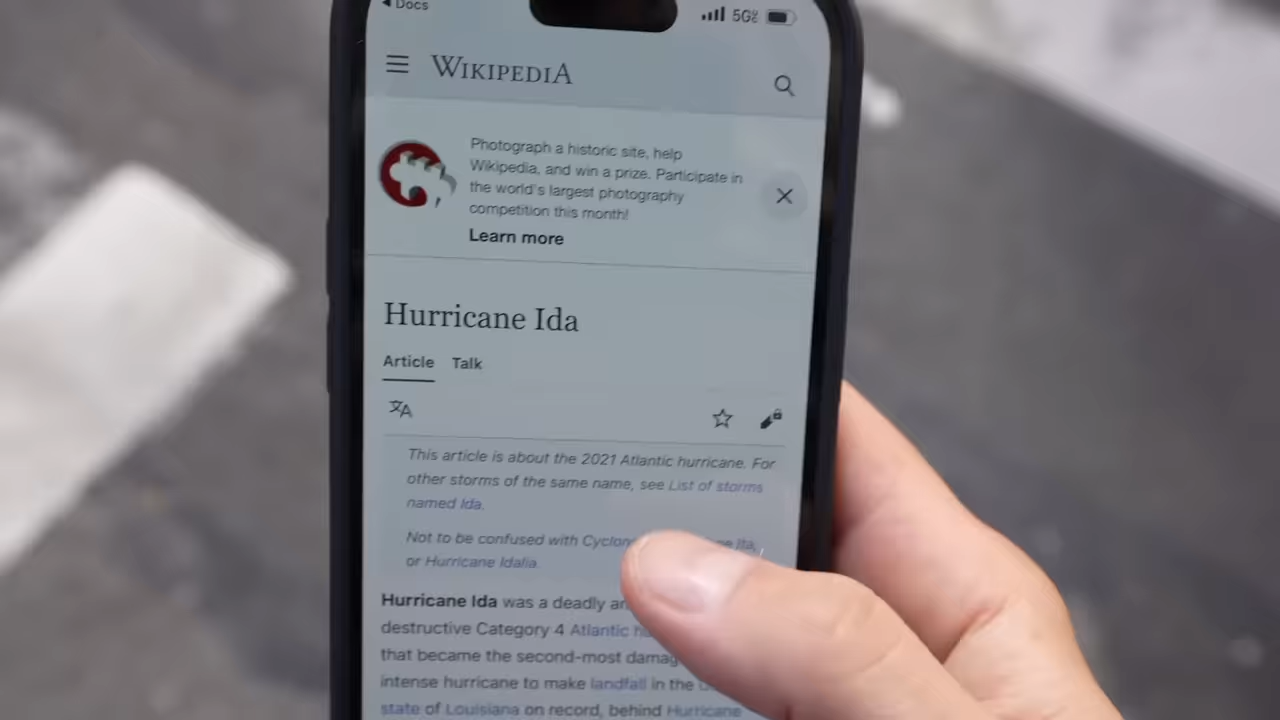 Docs
5G
WIKIPEDIA
Photograph a historic site, help
Wikipedia, and win a prize. Participate in
the world's largest photography
competition this month!
Learn more
Hurricane Ida
Article Talk
This article is about the 2021 Atlantic hurricane. For
other storms of the same name, see List of storms
named Ida.
Not to be confused with Ita,
or Hurricane Idalia.
Hurricane Ida was a deadly
destructive Category 4 Atlantic
that became the second-most
intense hurricane to make landfall in the
state of Louisiana on record, behind Hurricane